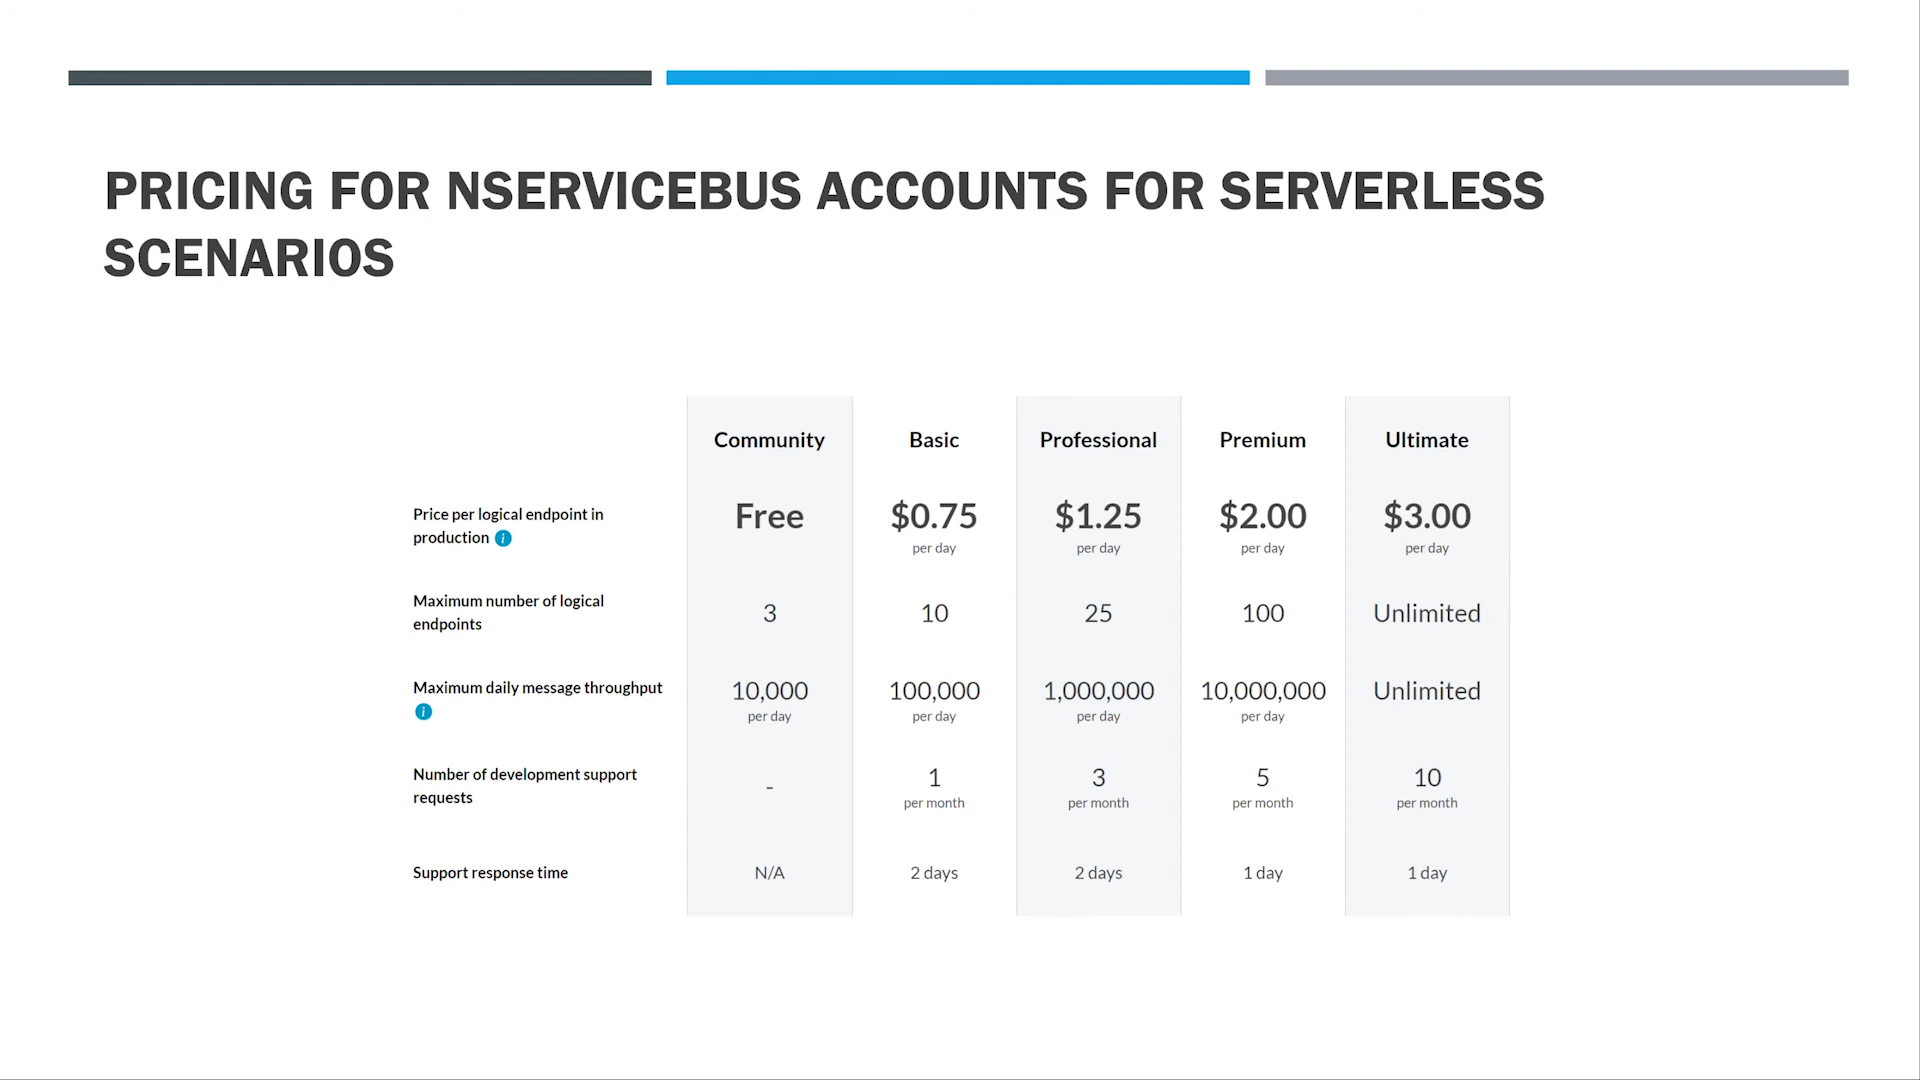 PRICING FOR NSERVICEBUS ACCOUNTS FOR SERVERLESS
SCENARIOS
Community Basic Professional Premium Ultimate
Price per logical endpoint in
production i
Free $0.75 $1.25 $2.00 $3.00
per day per day per day per day
Maximum number of logical
endpoints
3 10 25 100 Unlimited
Maximum daily message throughput
i
10,000 100,000 1,000,000 10,000,000 Unlimited
per day per day per day per day
Number of development support
requests
- 1 3 5 10
per month per month per month per month
Support response time N/A 2 days 2 days 1 day 1 day